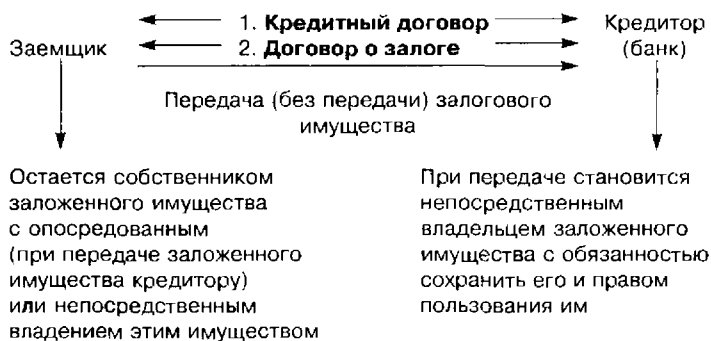 1. Кредитный договор
Кредитор
Заемщик
2. Договор о залоге
(банк)
Передача (без передачи) залогового
имущества
Остается собственником
заложенного имущества
с опосредованным
(при передаче заложенного
имущества кредитору)
или непосредственным
владением этим имуществом
При передаче становится
непосредственным
владельцем заложенного
имущества с обязанностью
сохранить его и правом
пользования им